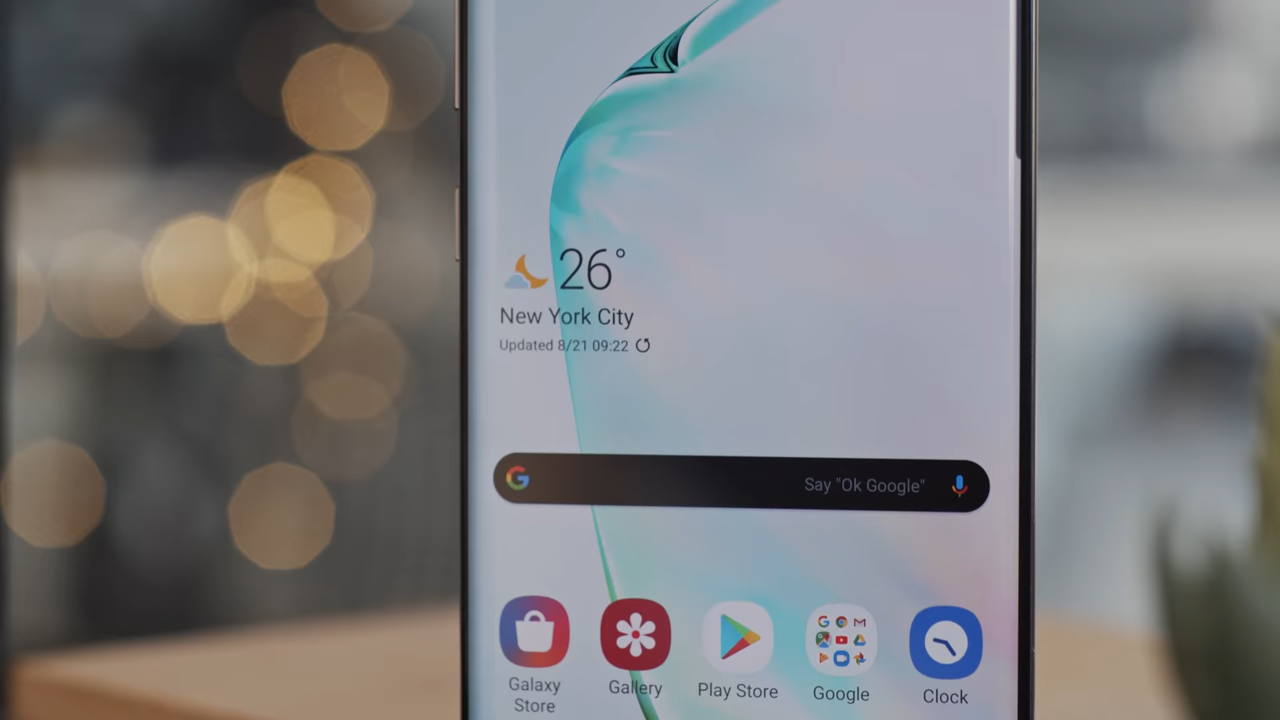 26°
New York City
Updated 8/21 09:22
Say "Ok Google"
Galaxy
Store
Gallery
Play Store
Google
Clock